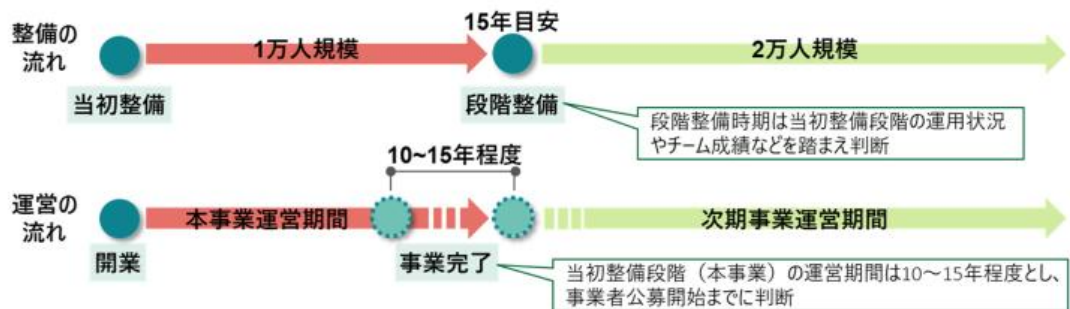 整備の
流れ
1万人規模
15年目安
2万人規模
当初整備
段階整備
段階整備時期は当初整備段階の運用状況
やチーム成績などを踏まえ判断
10~15年程度
運営の
流れ
本事業運営期間
次期事業運営期間
開業
事業完了
当初整備段階（本事業）の運営期間は10～15年程度とし、
事業者公募開始までに判断